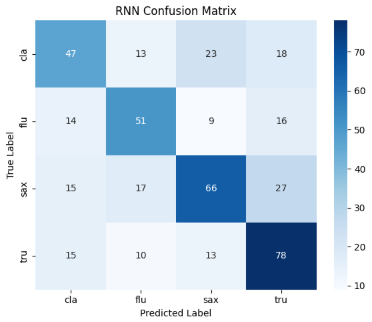 RNN Confusion Matrix
cla 47 13 23 18 70
flu 14 51 9 16 60
50
True Label
sax 15 17 66 27 40
30
tru 15 10 13 78 20
10
cla flu sax tru
Predicted Label